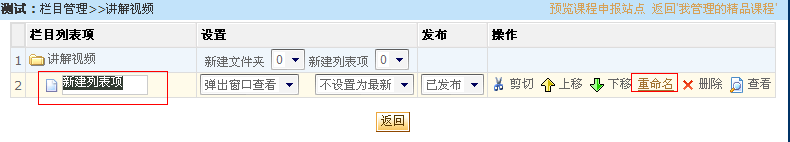 测试：栏目管理>>讲解视频 预览课程申报站点 返回'我管理的精品课程'
栏目列表项 设置 发布 操作
1 讲解视频 新建文件夹 0 新建列表项 0
2 新建列表项 弹出窗口查看 不设置为最新 已发布 剪切 上移 下移 重命名 删除 查看
返回